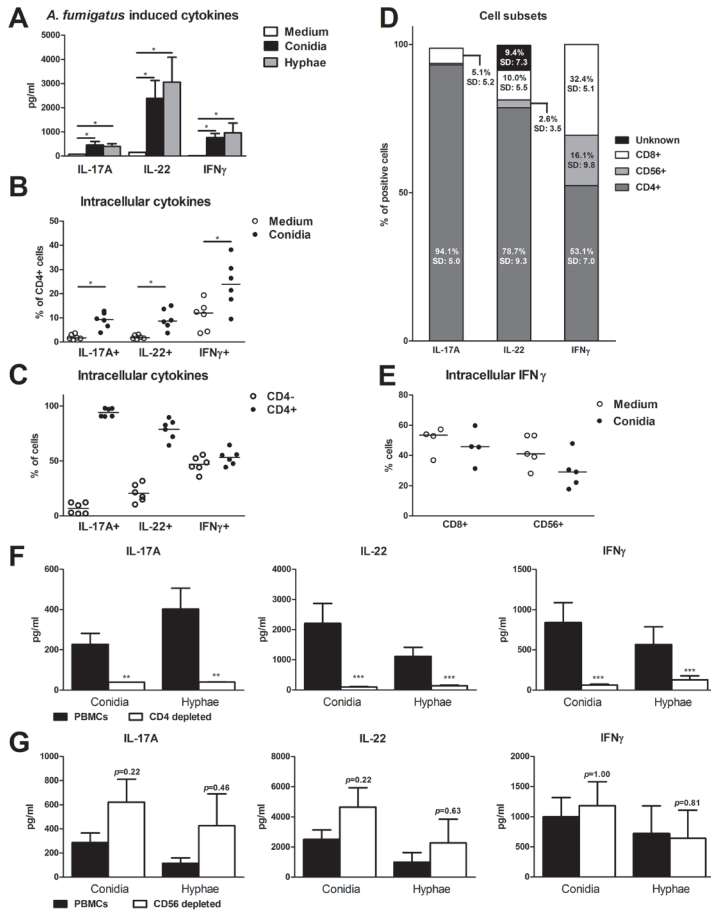 A
A. fumigatus induced cytokines
Medium
Conidia
Hyphae
pg/ml
5000
4000
3000
2000
1000
0
* * * * * *
IL-17A IL-22 IFNγ
B
Intracellular cytokines
Medium
Conidia
% of CD4+ cells
50
40
30
20
10
0
* * *
IL-17A+ IL-22+ IFNγ+
C
Intracellular cytokines
CD4-
CD4+
% of cells
100
50
0
IL-17A+ IL-22+ IFNγ+
D
Cell subsets
% of positive cells
100
50
0
5.1%
SD: 5.2
94.1%
SD: 5.0
9.4%
SD: 7.3
10.0%
SD: 5.5
2.6%
SD: 3.5
78.7%
SD: 9.3
32.4%
SD: 5.1
16.1%
SD: 9.8
53.1%
SD: 7.0
Unknown
CD8+
CD56+
CD4+
IL-17A IL-22 IFNγ
E
Intracellular IFNγ
Medium
Conidia
% cells
100
80
60
40
20
0
CD8+ CD56+
F
IL-17A
pg/ml
600
400
200
0
** **
Conidia Hyphae
IL-22
pg/ml
4000
3000
2000
1000
0
*** ***
Conidia Hyphae
IFNγ
pg/ml
1500
1000
500
0
*** ***
Conidia Hyphae
PBMCs CD4 depleted
G
IL-17A
pg/ml
1000
800
600
400
200
0
p=0.22 p=0.46
Conidia Hyphae
IL-22
pg/ml
8000
6000
4000
2000
0
p=0.22 p=0.63
Conidia Hyphae
IFNγ
pg/ml
2000
1500
1000
500
0
p=1.00 p=0.81
Conidia Hyphae
PBMCs CD56 depleted